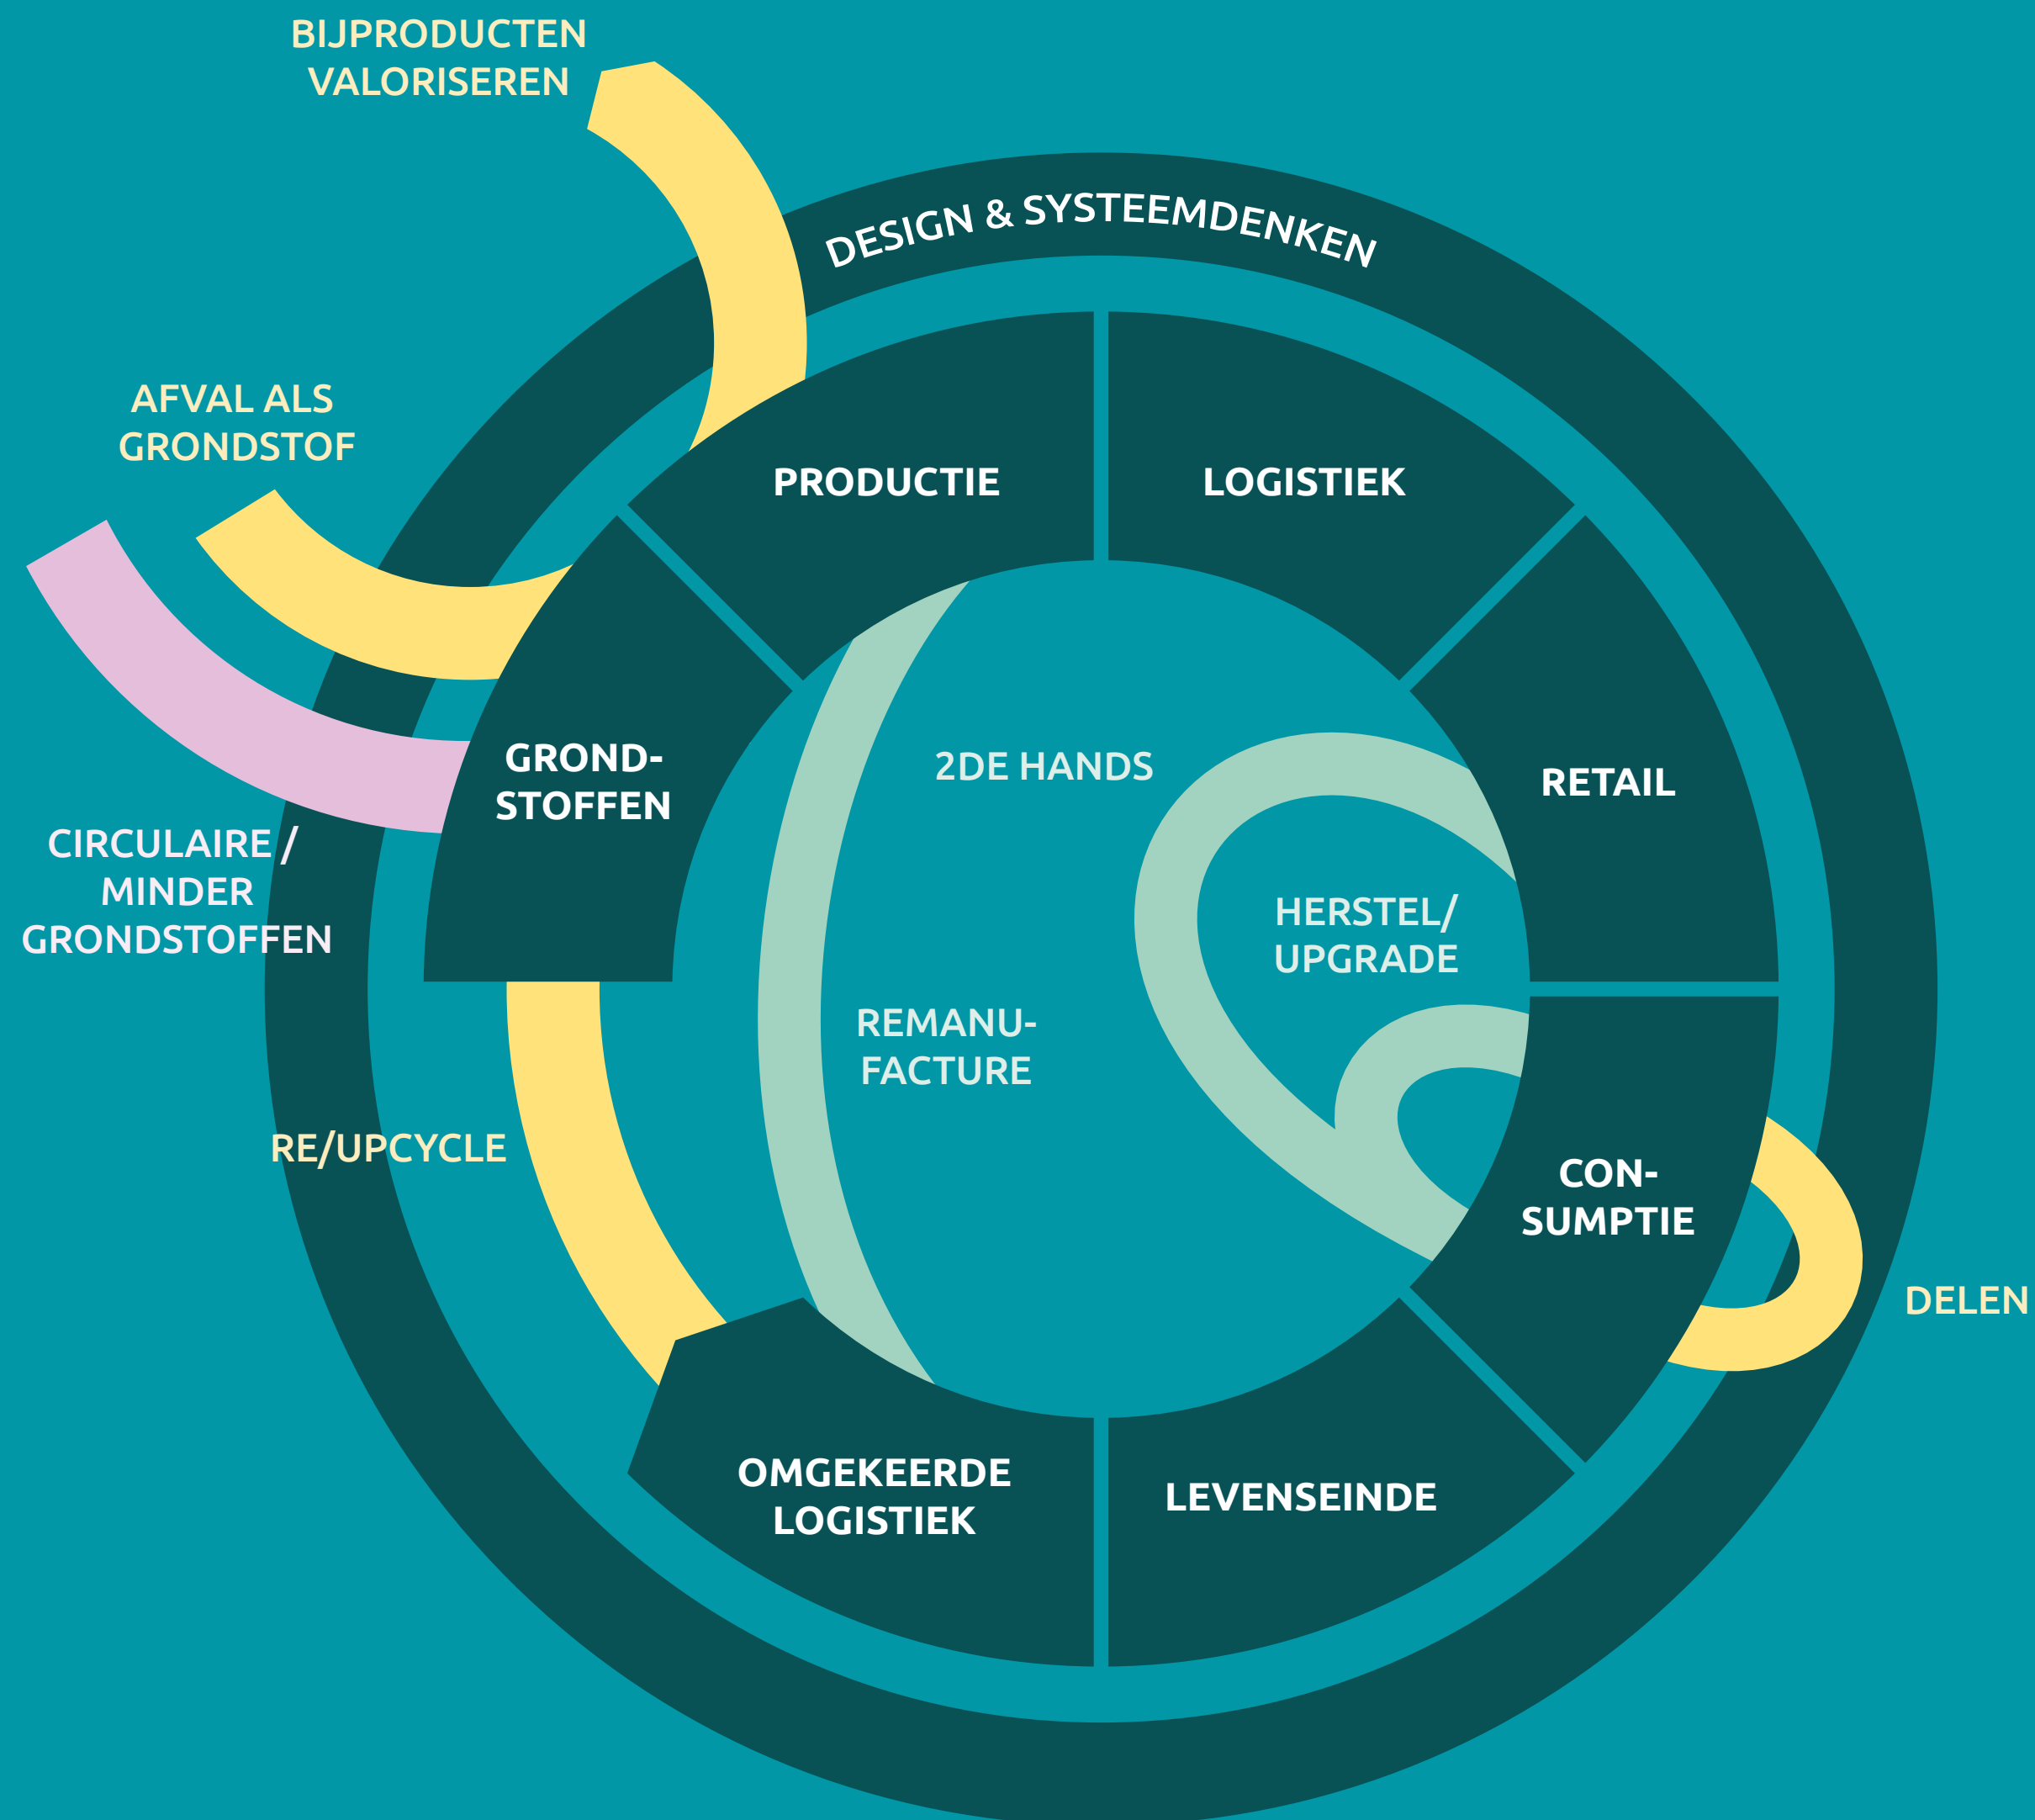 BIJPRODUCTEN
VALORISEREN
DESIGN & SYSTEEMDENKEN
AFVAL ALS
GRONDSTOF
PRODUCTIE
LOGISTIEK
GROND-
STOFFEN
2DE HANDS
RETAIL
CIRCULAIRE /
MINDER
GRONDSTOFFEN
HERSTEL/
UPGRADE
REMANU-
FACTURE
RE/UPCYCLE
CON-
SUMPTIE
DELEN
OMGEKEERDE
LOGISTIEK
LEVENSEINDE